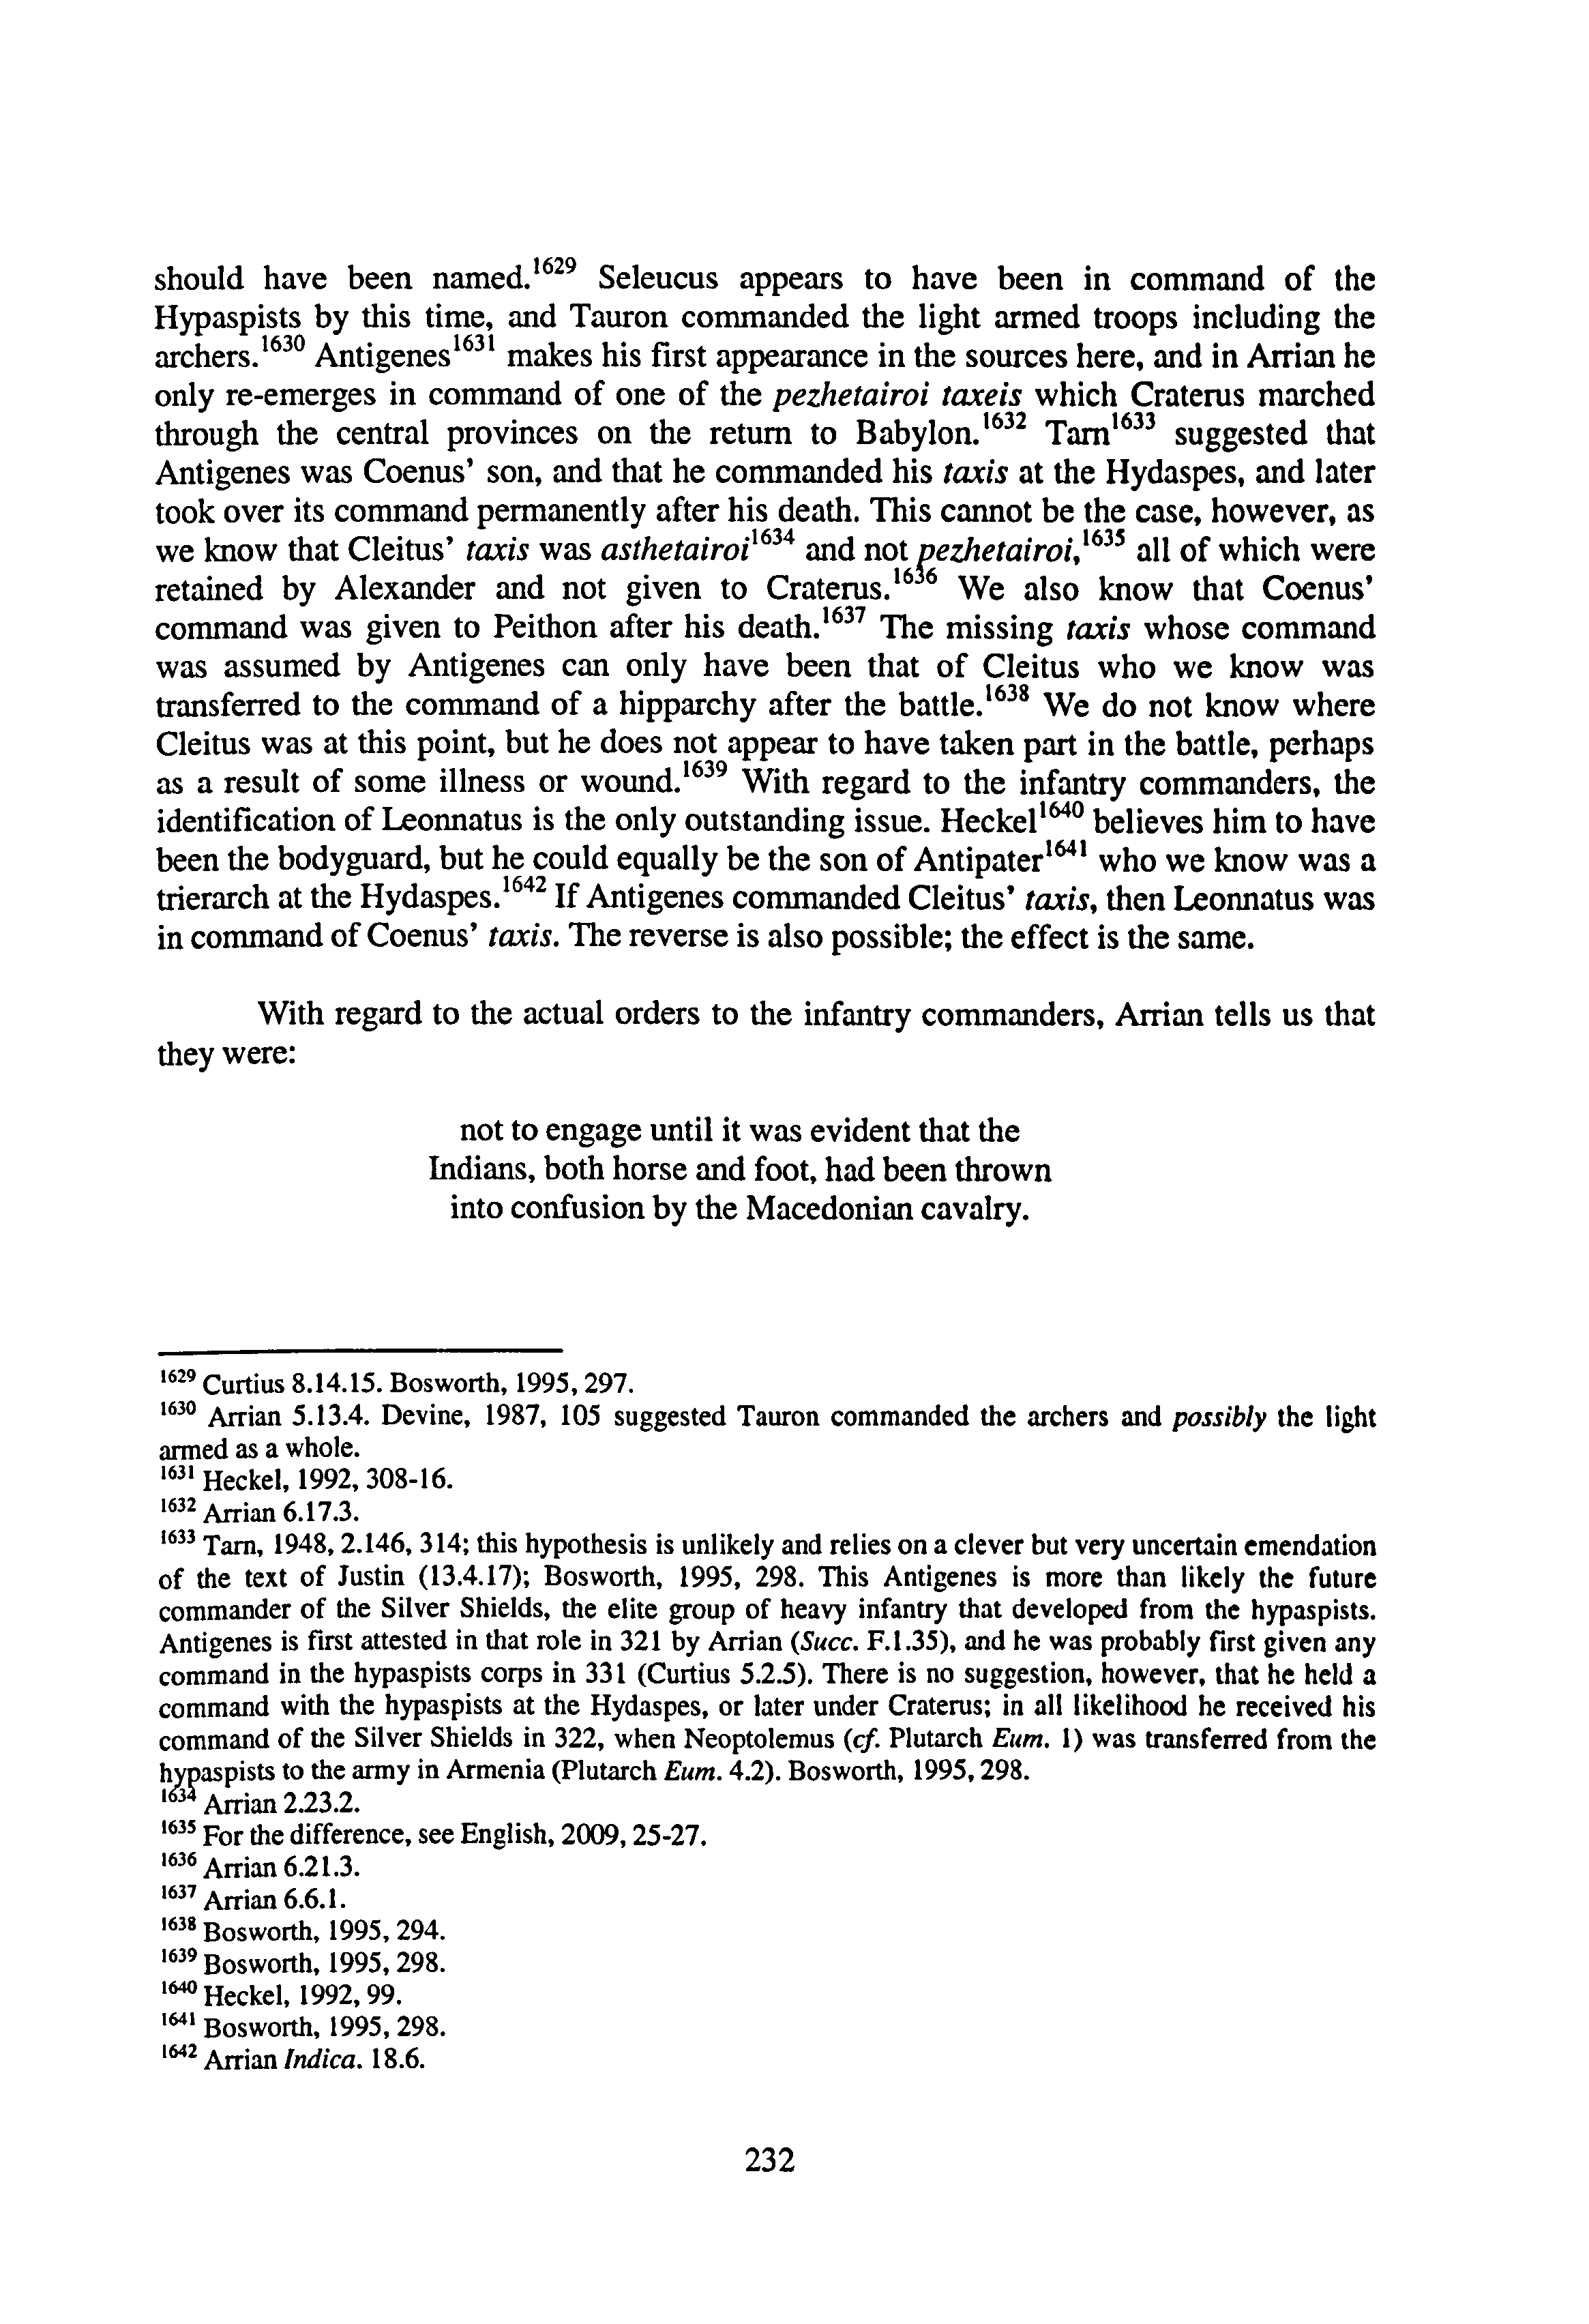 should have been named.1629 Seleucus appears to have been in command of the
Hypaspists by this time, and Tauron commanded the light armed troops including the
archers.1630 Antigenes1631 makes his first appearance in the sources here, and in Arrian he
only re-emerges in command of one of the pezhetairoi taxeis which Craterus marched
through the central provinces on the return to Babylon.1632 Tarn1633 suggested that
Antigenes was Coenus' son, and that he commanded his taxis at the Hydaspes, and later
took over its command permanently after his death. This cannot be the case, however, as
we know that Cleitus' taxis was asthetairoi1634 and not pezhetairoi,1635 all of which were
retained by Alexander and not given to Craterus.1636 We also know that Coenus'
command was given to Peithon after his death.1637 The missing taxis whose command
was assumed by Antigenes can only have been that of Cleitus who we know was
transferred to the command of a hipparchy after the battle.1638 We do not know where
Cleitus was at this point, but he does not appear to have taken part in the battle, perhaps
as a result of some illness or wound.1639 With regard to the infantry commanders, the
identification of Leonnatus is the only outstanding issue. Heckel1640 believes him to have
been the bodyguard, but he could equally be the son of Antipater1641 who we know was a
trierarch at the Hydaspes.1642 If Antigenes commanded Cleitus' taxis, then Leonnatus was
in command of Coenus' taxis. The reverse is also possible; the effect is the same.
With regard to the actual orders to the infantry commanders, Arrian tells us that
they were:
not to engage until it was evident that the
Indians, both horse and foot, had been thrown
into confusion by the Macedonian cavalry.
1629 Curtius 8.14.15. Bosworth, 1995, 297.
1630 Arrian 5.13.4. Devine, 1987, 105 suggested Tauron commanded the archers and possibly the light
armed as a whole.
1631 Heckel, 1992, 308-16.
1632 Arrian 6.17.3.
1633 Tarn, 1948, 2.146, 314; this hypothesis is unlikely and relies on a clever but very uncertain emendation
of the text of Justin (13.4.17); Bosworth, 1995, 298. This Antigenes is more than likely the future
commander of the Silver Shields, the elite group of heavy infantry that developed from the hypaspists.
Antigenes is first attested in that role in 321 by Arrian (Succ. F.1.35), and he was probably first given any
command in the hypaspists corps in 331 (Curtius 5.2.5). There is no suggestion, however, that he held a
command with the hypaspists at the Hydaspes, or later under Craterus; in all likelihood he received his
command of the Silver Shields in 322, when Neoptolemus (cf. Plutarch Eum. 1) was transferred from the
hypaspists to the army in Armenia (Plutarch Eum. 4.2). Bosworth, 1995, 298.
1634 Arrian 2.23.2.
1635 For the difference, see English, 2009, 25-27.
1636 Arrian 6.21.3.
1637 Arrian 6.6.1.
1638 Bosworth, 1995, 294.
1639 Bosworth, 1995, 298.
1640 Heckel, 1992, 99.
1641 Bosworth, 1995, 298.
1642 Arrian Indica. 18.6.
232